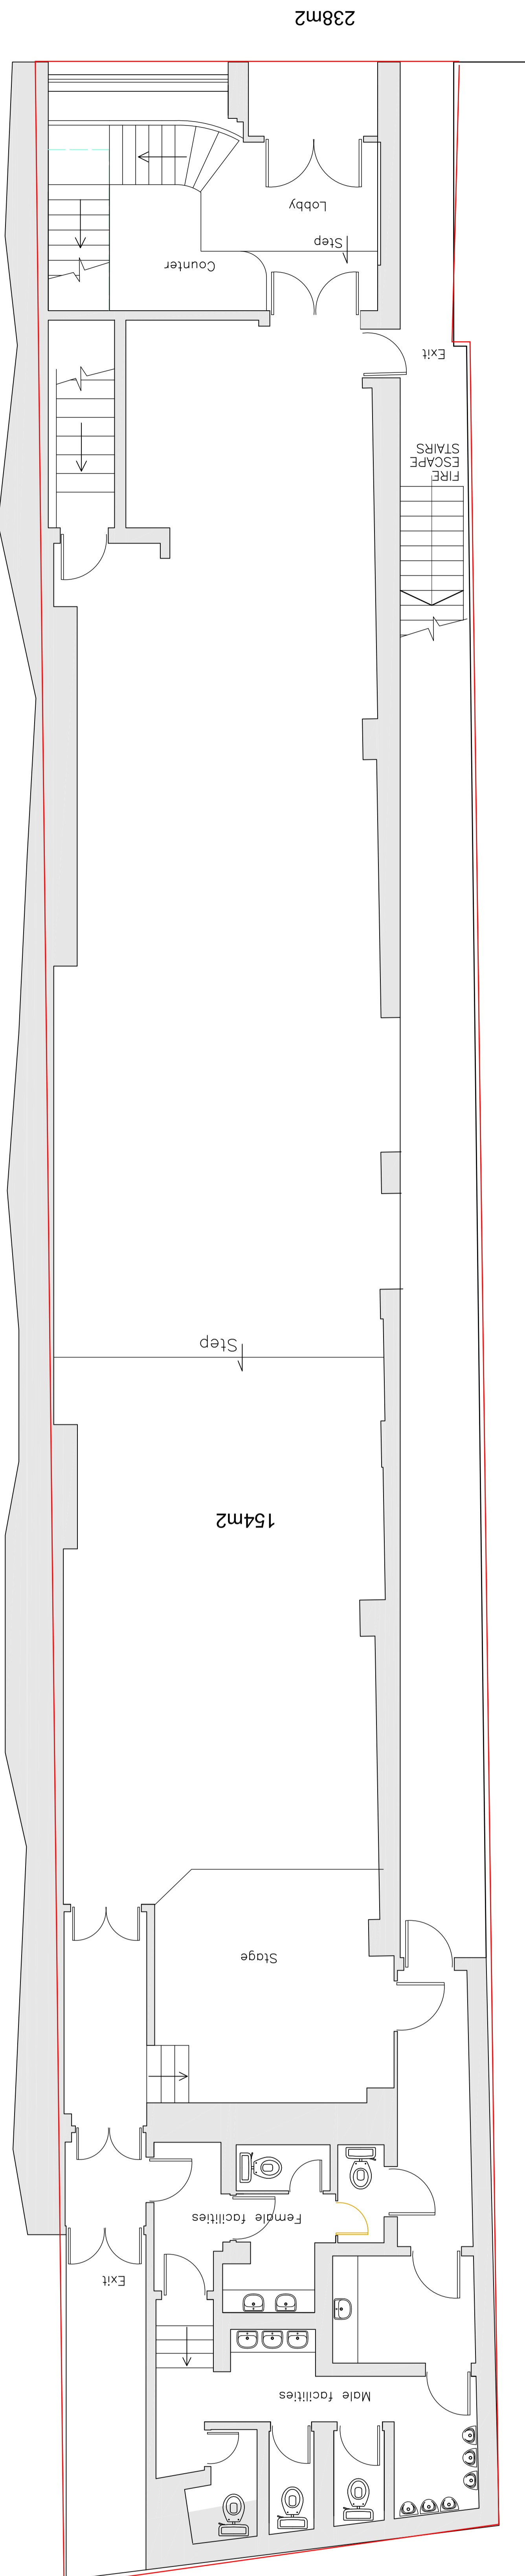 238m2
Lobby
Step
Counter
Exit
FIRE
ESCAPE
STAIRS
Step
154m2
Stage
Female facilities
Exit
Male facilities